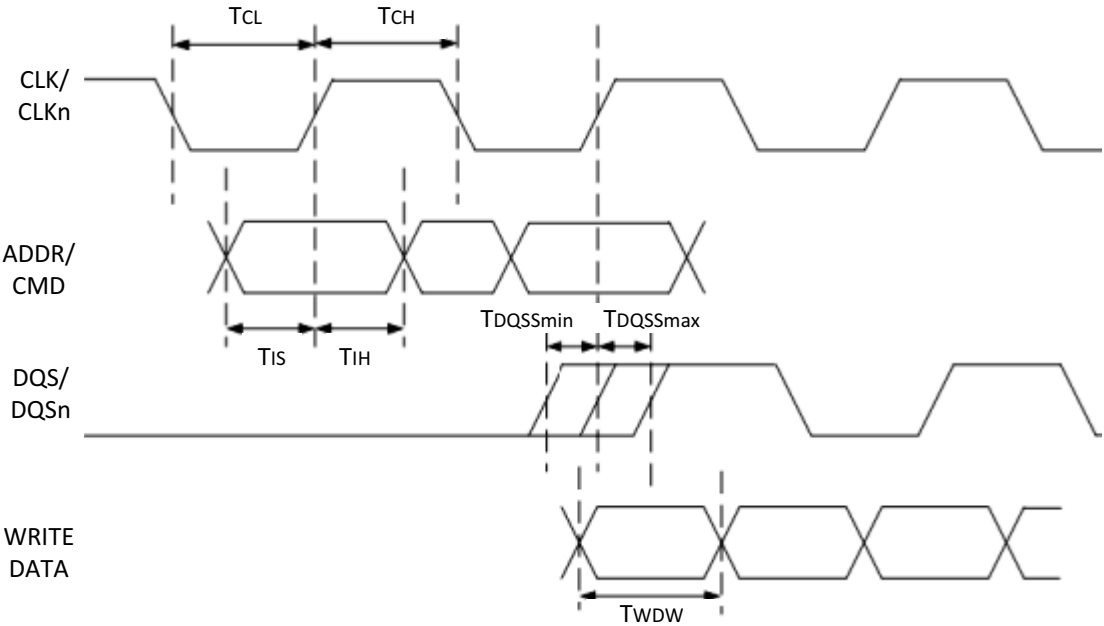 TCL
TCH
CLK/
CLKn
ADDR/
CMD
TDQSSmin
TDQSSmax
TIS
TIH
DQS/
DQSn
WRITE
DATA
TWDW